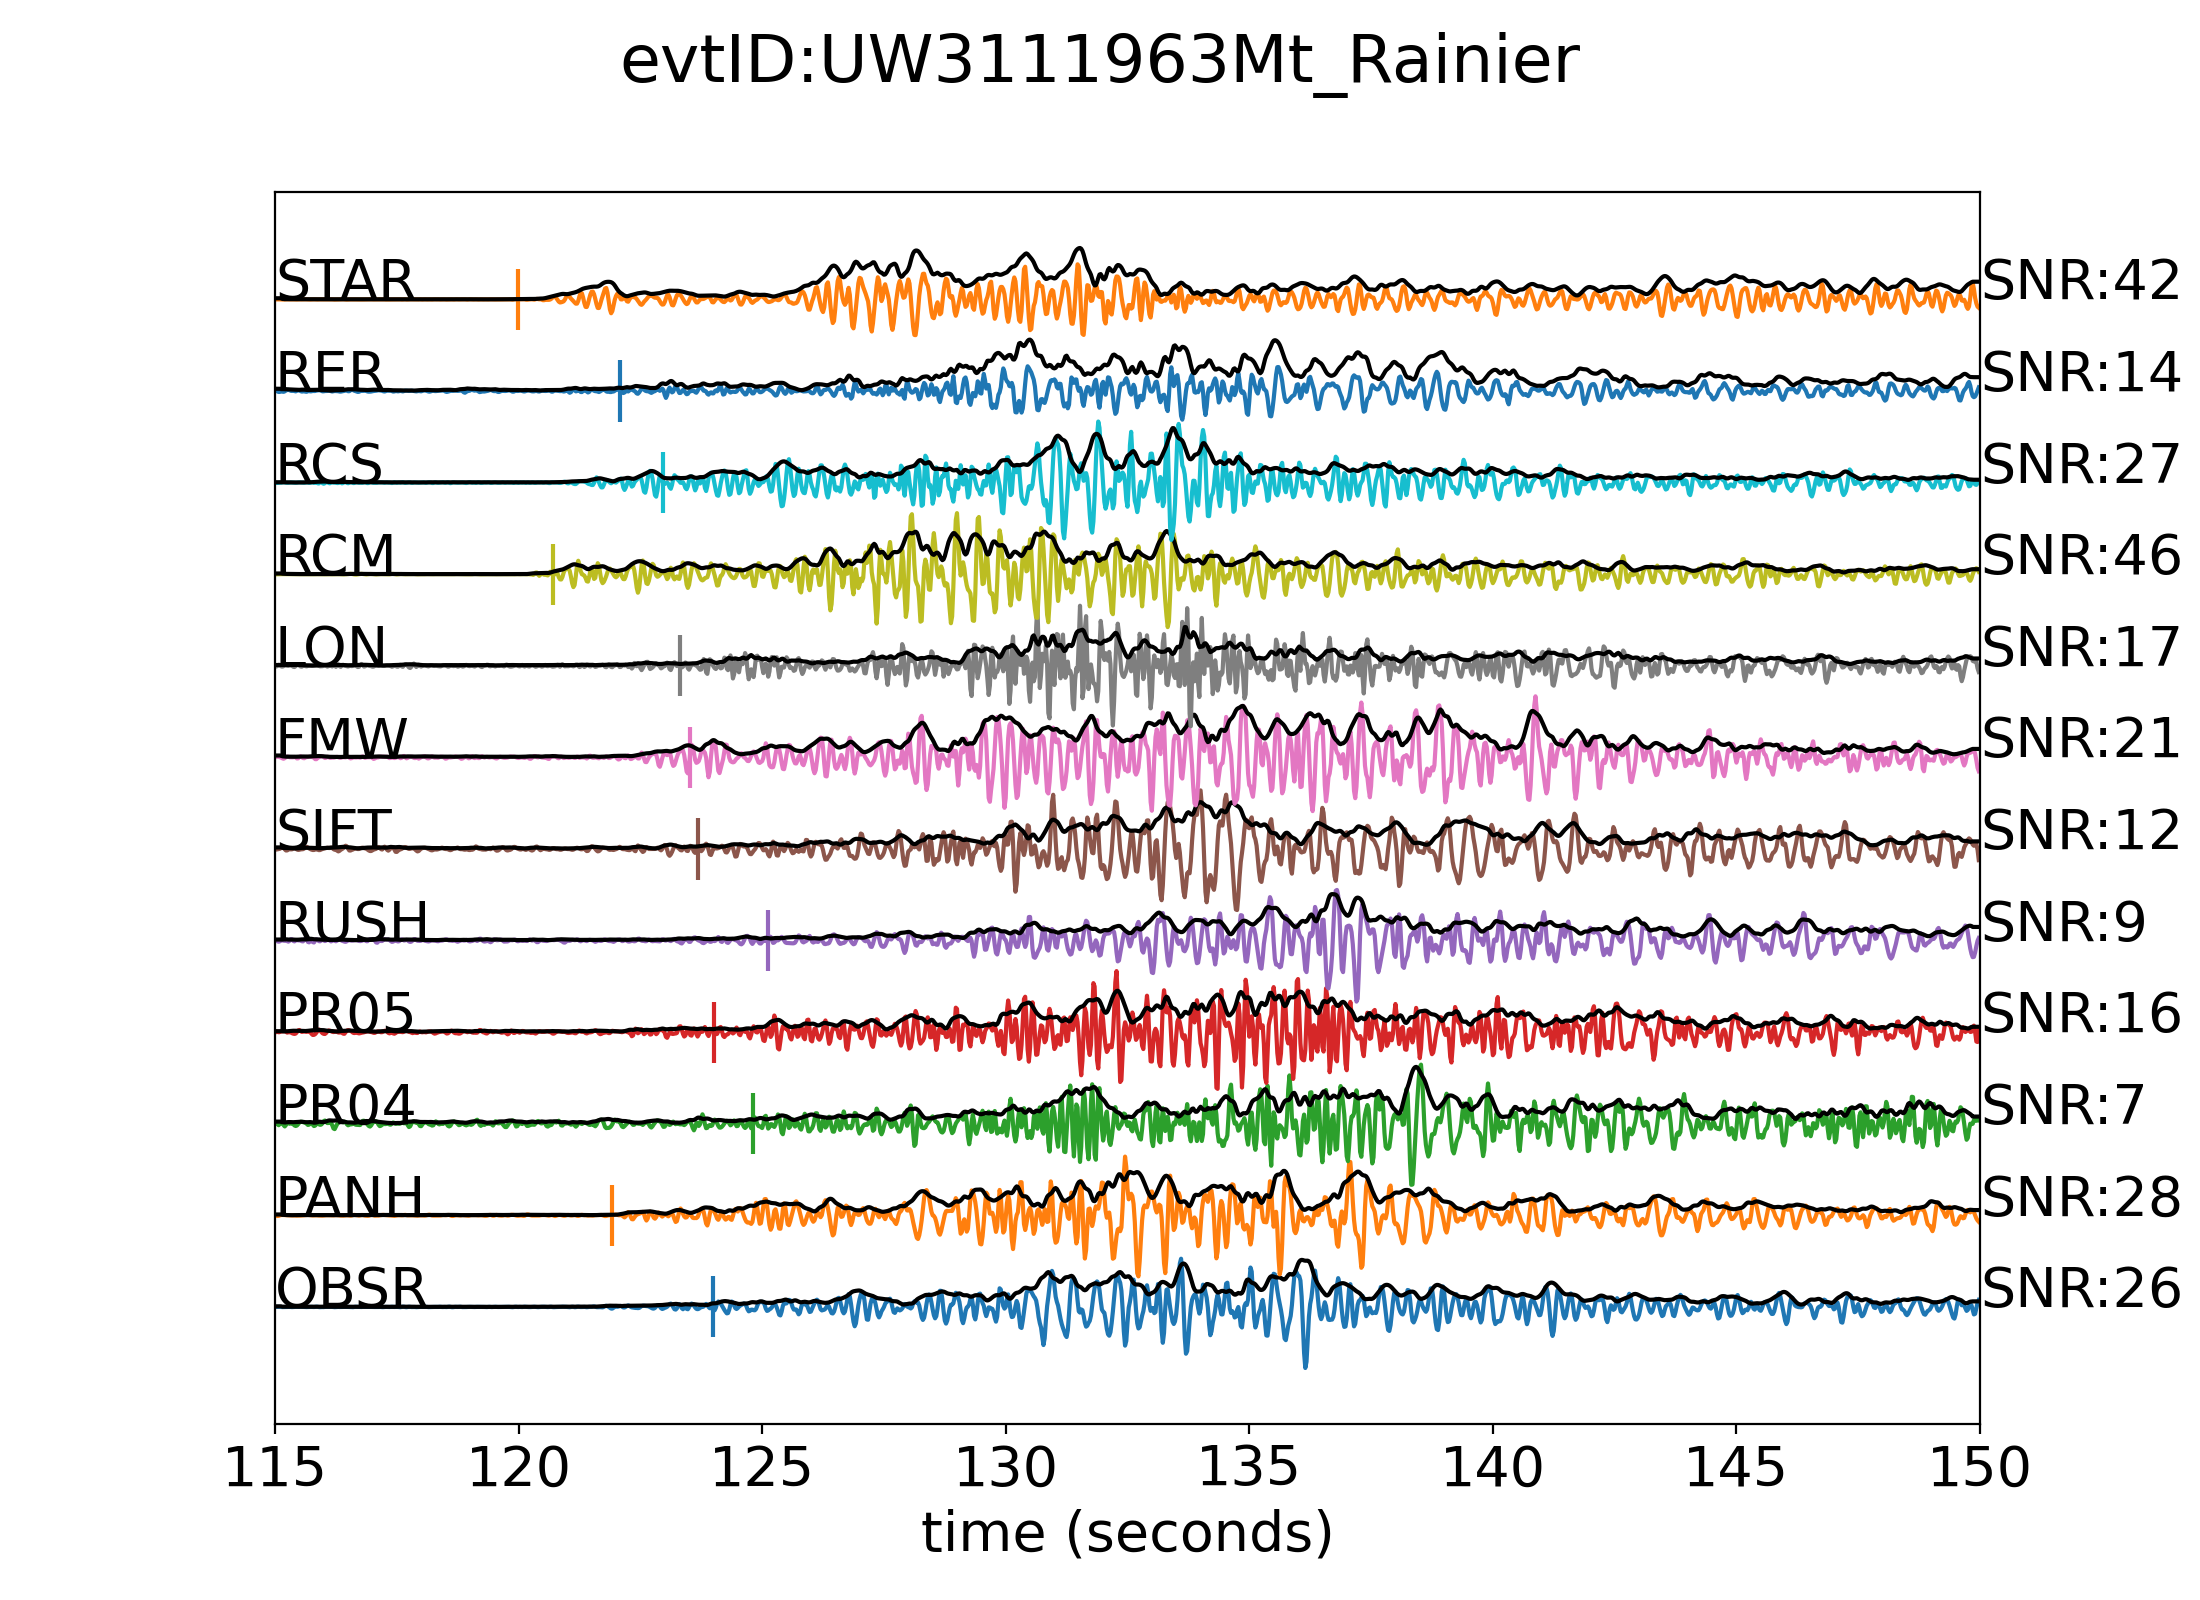 evtID:UW3111963Mt_Rainier
STAR SNR:42
RER SNR:14
RCS SNR:27
RCM SNR:46
LON SNR:17
FMW SNR:21
SIFT SNR:12
RUSH SNR:9
PR05 SNR:16
PR04 SNR:7
PANH SNR:28
OBSR SNR:26
115 120 125 130 135 140 145 150
time (seconds)